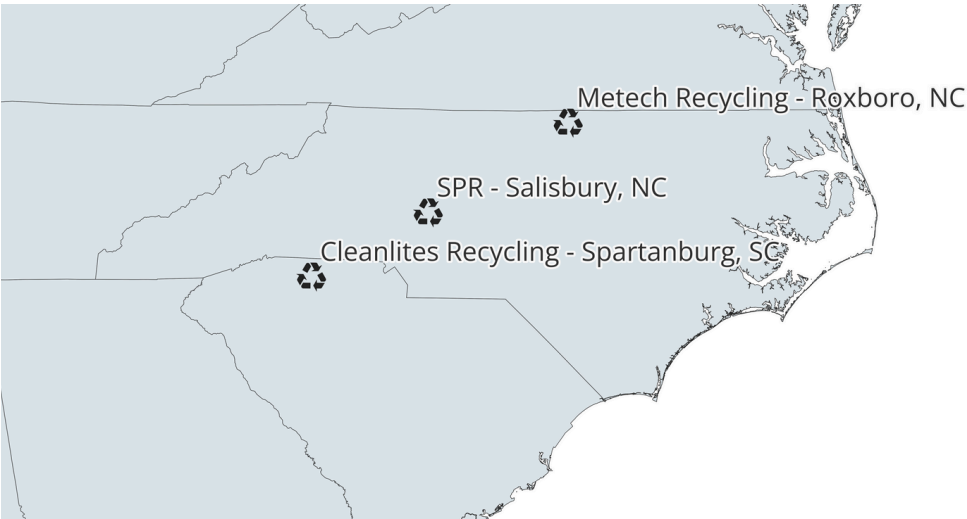 Metech Recycling - Roxboro, NC
SPR - Salisbury, NC
Cleanlites Recycling - Spartanburg, SC